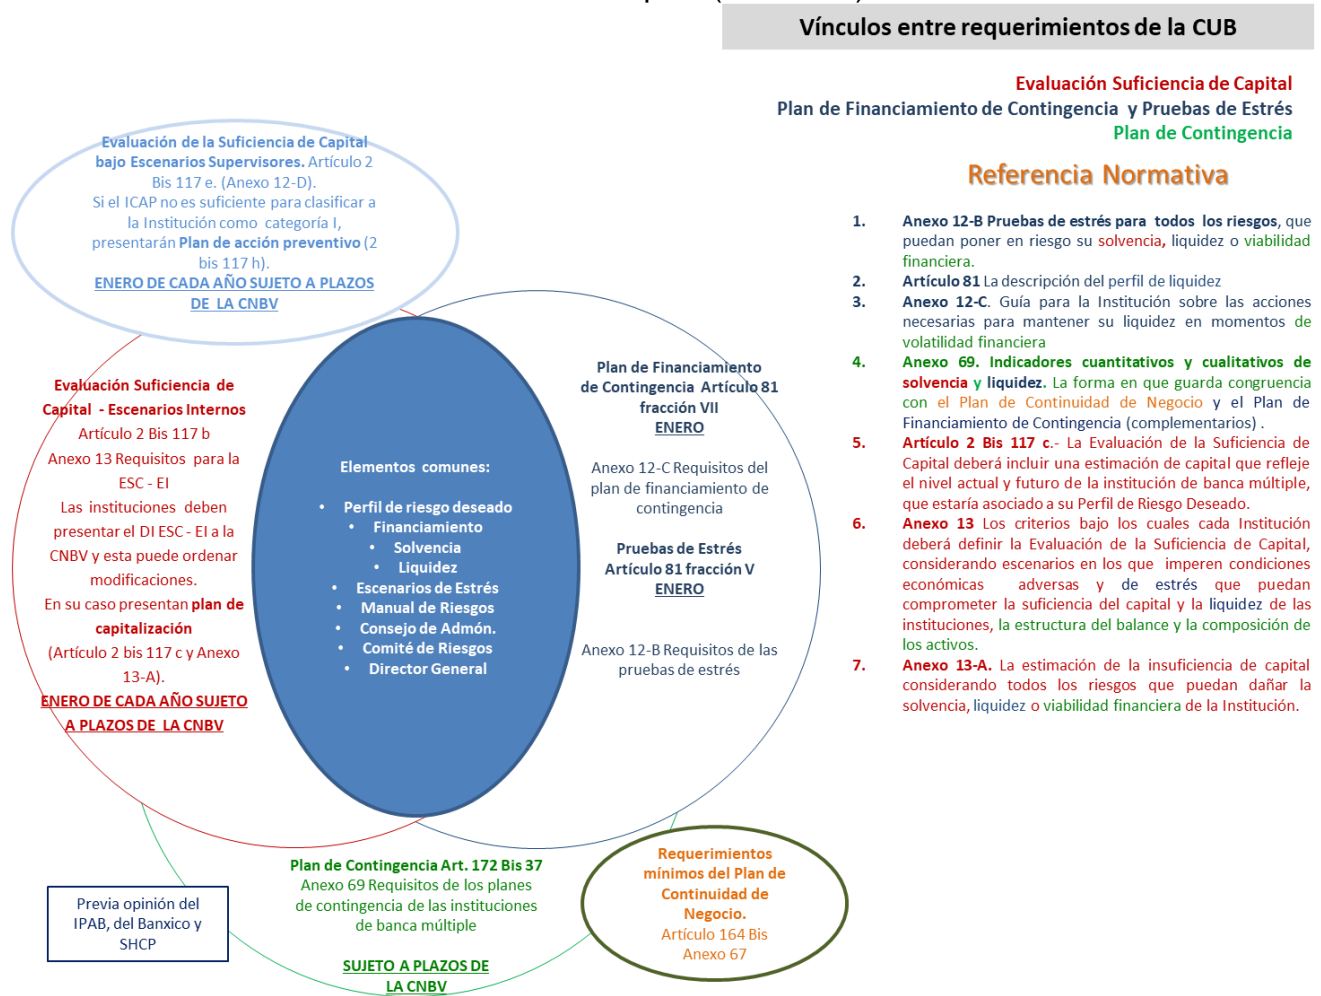 Vínculos entre requerimientos de la CUB
Evaluación Suficiencia de Capital
Plan de Financiamiento de Contingencia y Pruebas de Estrés
Plan de Contingencia
Referencia Normativa
1. Anexo 12-B Pruebas de estrés para todos los riesgos, que
puedan poner en riesgo su solvencia, liquidez o viabilidad
financiera.
2. Artículo 81 La descripción del perfil de liquidez
3. Anexo 12-C. Guía para la Institución sobre las acciones
necesarias para mantener su liquidez en momentos de
volatilidad financiera
4. Anexo 69. Indicadores cuantitativos y cualitativos de
solvencia y liquidez. La forma en que guarda congruencia
con el Plan de Continuidad de Negocio y el Plan de
Financiamiento de Contingencia (complementarios) .
5. Artículo 2 Bis 117 c.- La Evaluación de la Suficiencia de
Capital deberá incluir una estimación de capital que refleje
el nivel actual y futuro de la institución de banca múltiple,
que estaría asociado a su Perfil de Riesgo Deseado.
6. Anexo 13 Los criterios bajo los cuales cada Institución
deberá definir la Evaluación de la Suficiencia de Capital,
considerando escenarios en los que imperen condiciones
económicas adversas y de estrés que puedan
comprometer la suficiencia del capital y la liquidez de las
instituciones, la estructura del balance y la composición de
los activos.
7. Anexo 13-A. La estimación de la insuficiencia de capital
considerando todos los riesgos que puedan dañar la
solvencia, liquidez o viabilidad financiera de la Institución.
Evaluación de la Suficiencia de Capital
bajo Escenarios Supervisores. Artículo 2
Bis 117 e. (Anexo 12-D).
Si el ICAP no es suficiente para clasificar a
la Institución como categoría I,
presentarán Plan de acción preventivo (2
bis 117 h).
ENERO DE CADA AÑO SUJETO A PLAZOS
DE LA CNBV
Evaluación Suficiencia de
Capital - Escenarios Internos
Artículo 2 Bis 117 b
Anexo 13 Requisitos para la
ESC - EI
Las instituciones deben
presentar el DI ESC - EI a la
CNBV y esta puede ordenar
modificaciones.
En su caso presentan plan de
capitalización
(Artículo 2 bis 117 c y Anexo
13-A).
ENERO DE CADA AÑO SUJETO
A PLAZOS DE LA CNBV
Elementos comunes:
• Perfil de riesgo deseado
• Financiamiento
• Solvencia
• Liquidez
• Escenarios de Estrés
• Manual de Riesgos
• Consejo de Admón.
• Comité de Riesgos
• Director General
Plan de Financiamiento
de Contingencia Artículo 81
fracción VII
ENERO
Anexo 12-C Requisitos del
plan de financiamiento de
contingencia
Pruebas de Estrés
Artículo 81 fracción V
ENERO
Anexo 12-B Requisitos de las
pruebas de estrés
Plan de Contingencia Art. 172 Bis 37
Anexo 69 Requisitos de los planes
de contingencia de las instituciones
de banca múltiple
SUJETO A PLAZOS DE
LA CNBV
Previa opinión del
IPAB, del Banxico y
SHCP
Requerimientos
mínimos del Plan de
Continuidad de
Negocio.
Artículo 164 Bis
Anexo 67